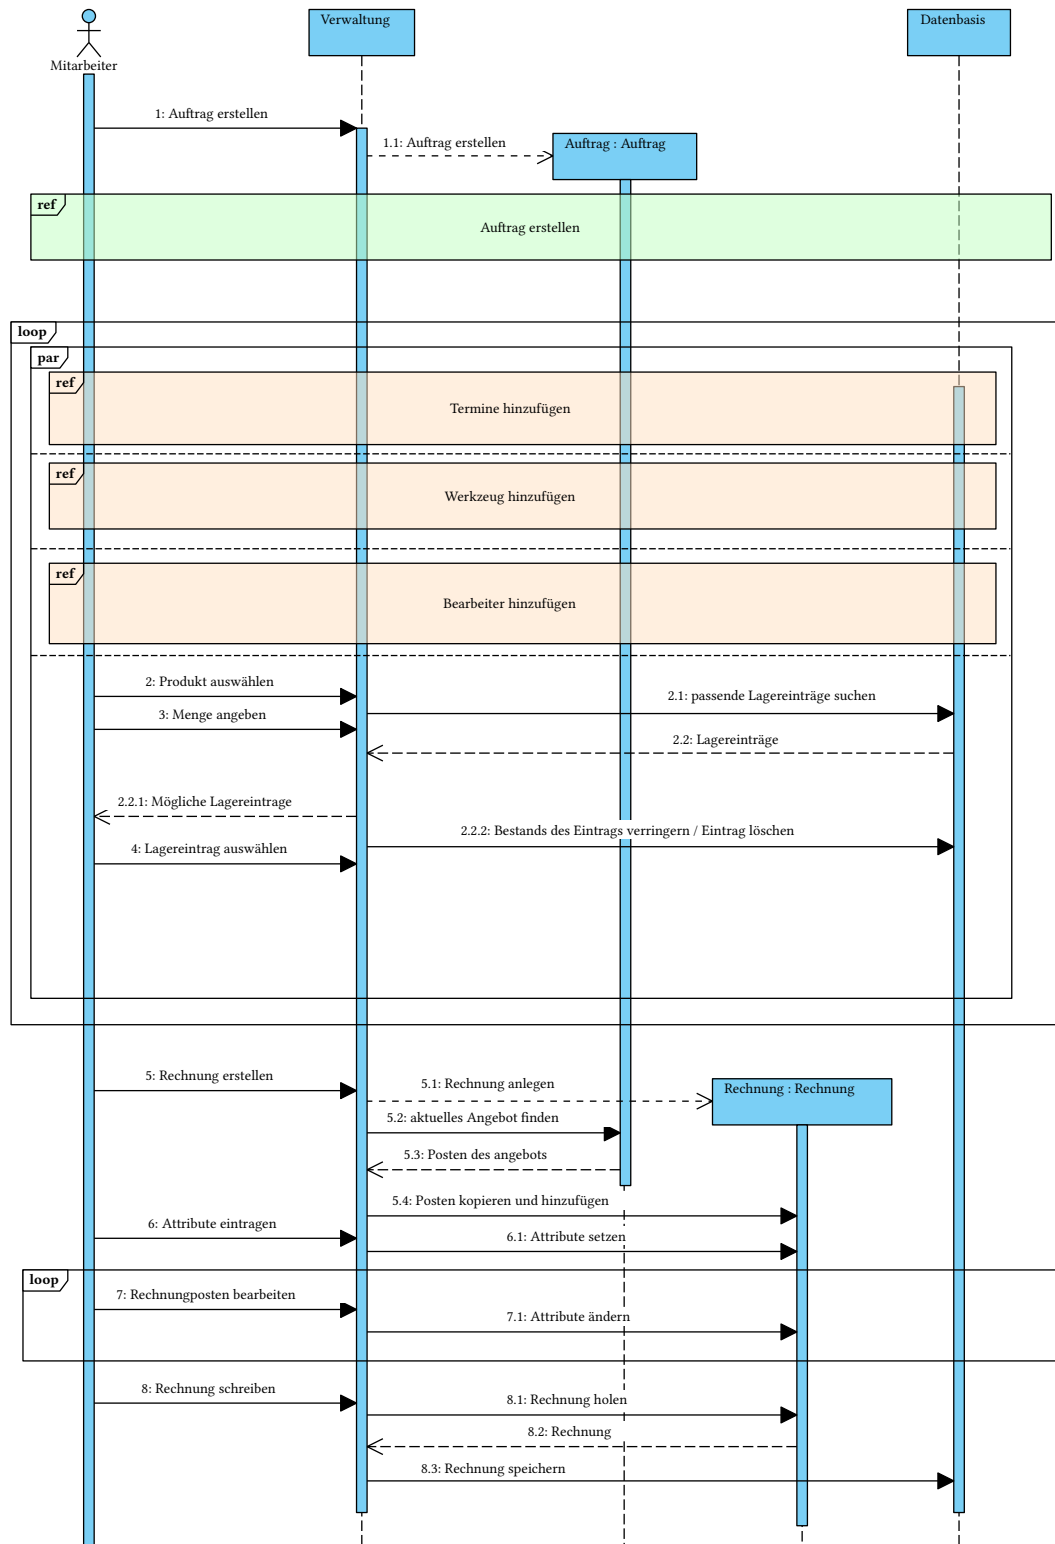 Verwaltung
Datenbasis
Mitarbeiter
1: Auftrag erstellen
1.1: Auftrag erstellen
Auftrag : Auftrag
ref
Auftrag erstellen
loop
par
ref
Termine hinzufügen
ref
Werkzeug hinzufügen
ref
Bearbeiter hinzufügen
2: Produkt auswählen
2.1: passende Lagereinträge suchen
3: Menge angeben
2.2: Lagereinträge
2.2.1: Mögliche Lagereintrage
2.2.2: Bestands des Eintrags verringern / Eintrag löschen
4: Lagereintrag auswählen
5: Rechnung erstellen
5.1: Rechnung anlegen
Rechnung : Rechnung
5.2: aktuelles Angebot finden
5.3: Posten des angebots
5.4: Posten kopieren und hinzufügen
6: Attribute eintragen
6.1: Attribute setzen
loop
7: Rechnungposten bearbeiten
7.1: Attribute ändern
8: Rechnung schreiben
8.1: Rechnung holen
8.2: Rechnung
8.3: Rechnung speichern